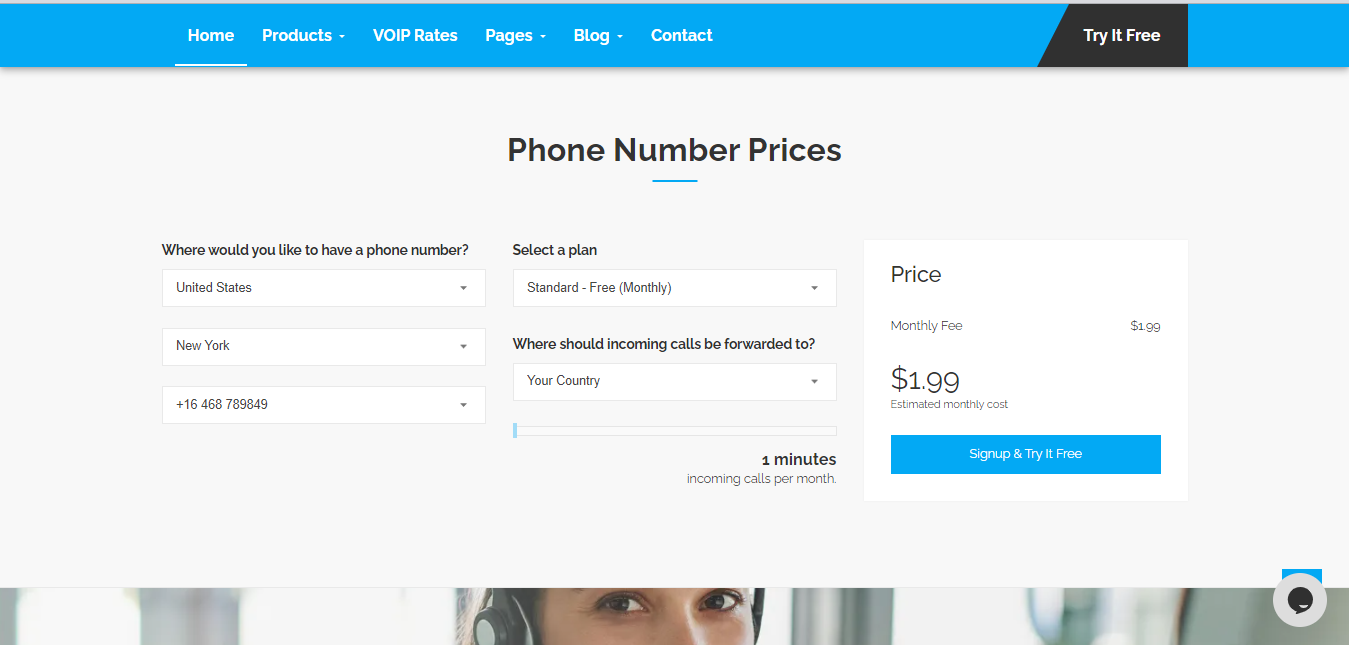 Home Products VOIP Rates Pages Blog Contact Try It Free
Phone Number Prices
Where would you like to have a phone number?
United States
New York
+16 468 789849
Select a plan
Standard - Free (Monthly)
Where should incoming calls be forwarded to?
Your Country
1 minutes
incoming calls per month.
Price
Monthly Fee $1.99
$1.99
Estimated monthly cost
Signup & Try It Free